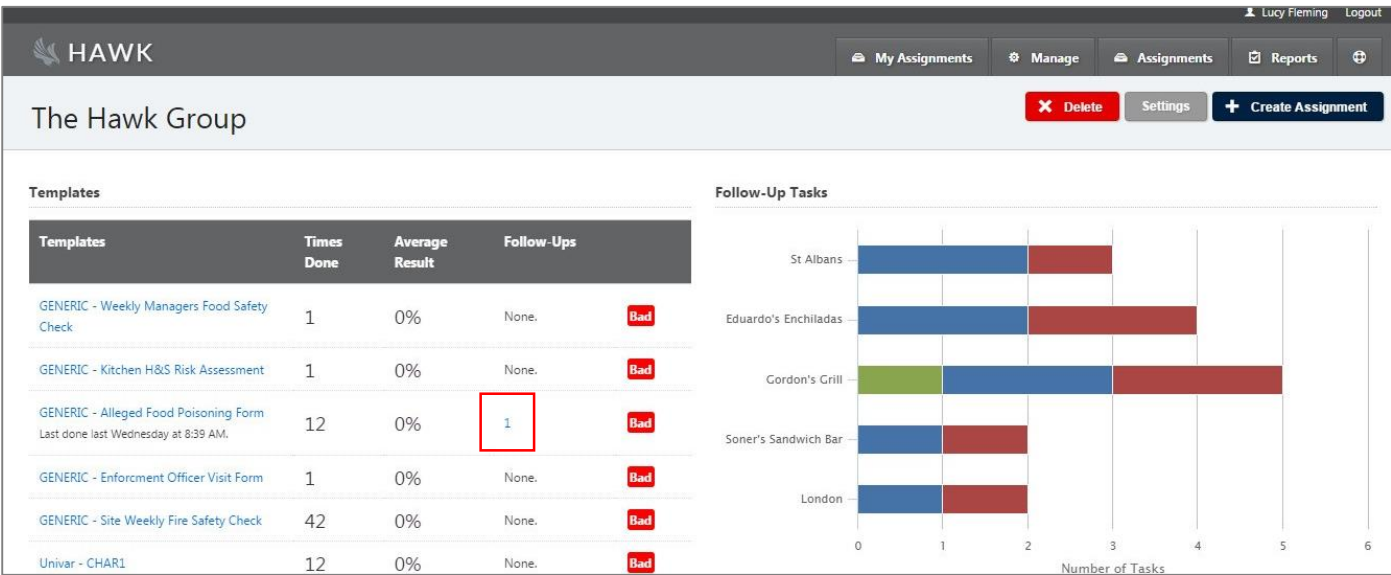 Lucy Fleming Logout
HAWK
My Assignments Manage Assignments Reports
The Hawk Group
Delete Settings + Create Assignment
Templates
Templates Times Done Average Result Follow-Ups
GENERIC - Weekly Managers Food Safety
Check
1 0% None. Bad
GENERIC - Kitchen H&S Risk Assessment 1 0% None. Bad
GENERIC - Alleged Food Poisoning Form
Last done last Wednesday at 8:39 AM.
12 0% 1 Bad
GENERIC - Enforcment Officer Visit Form 1 0% None. Bad
GENERIC - Site Weekly Fire Safety Check 42 0% None. Bad
Univar - CHAR1 12 0% None. Bad
Follow-Up Tasks
St Albans
Eduardo's Enchiladas
Gordon's Grill
Soner's Sandwich Bar
London
0 1 2 3 4 5 6
Number of Tasks